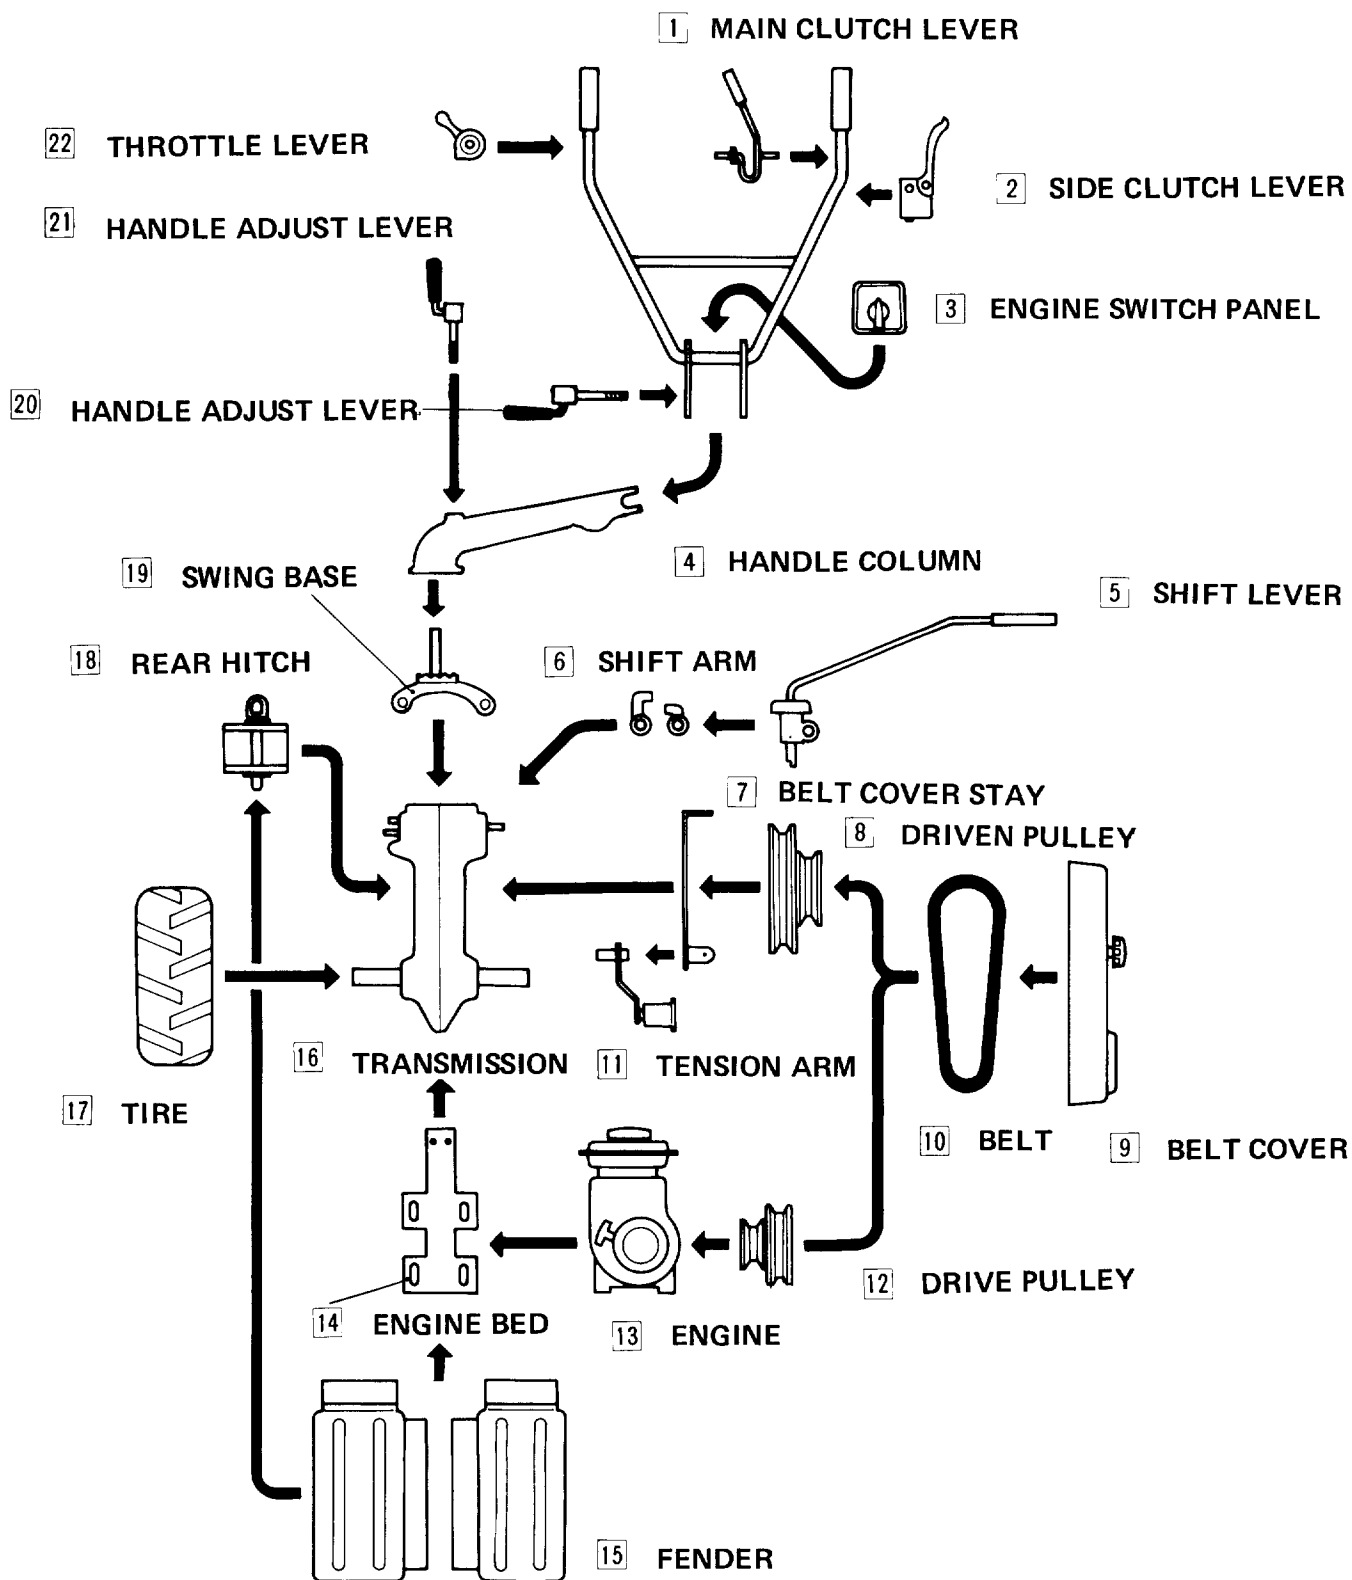 1 MAIN CLUTCH LEVER
22 THROTTLE LEVER
2 SIDE CLUTCH LEVER
21 HANDLE ADJUST LEVER
3 ENGINE SWITCH PANEL
20 HANDLE ADJUST LEVER
4 HANDLE COLUMN
19 SWING BASE
5 SHIFT LEVER
18 REAR HITCH
6 SHIFT ARM
7 BELT COVER STAY
8 DRIVEN PULLEY
16 TRANSMISSION
11 TENSION ARM
17 TIRE
10 BELT
9 BELT COVER
12 DRIVE PULLEY
14 ENGINE BED
13 ENGINE
15 FENDER